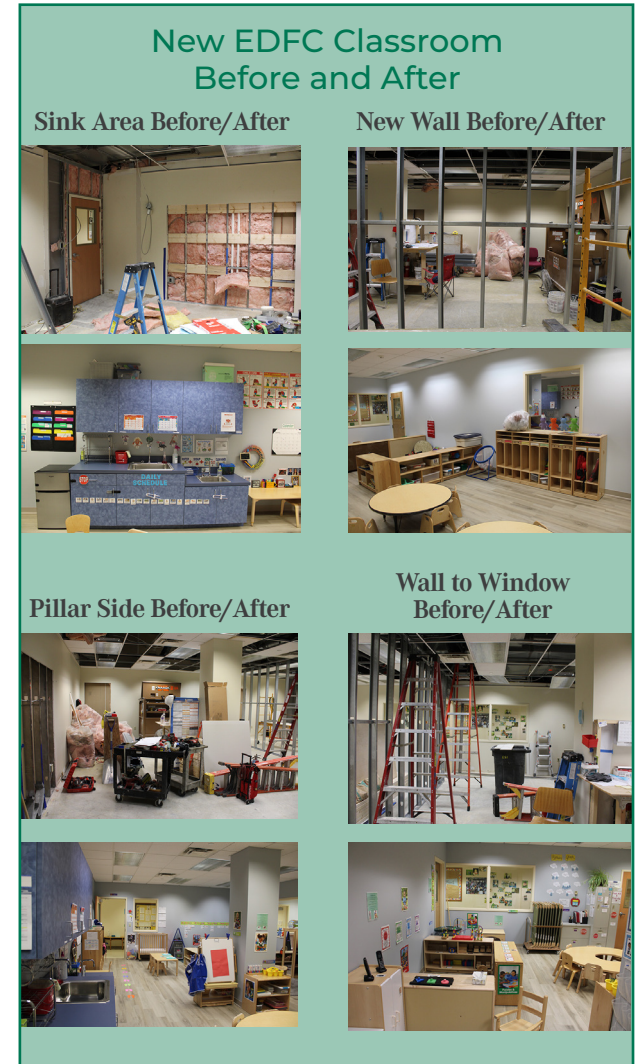 New EDFC Classroom
Before and After
Sink Area Before/After
New Wall Before/After
DAILY
SCHEDULE
Pillar Side Before/After
Wall to Window
Before/After